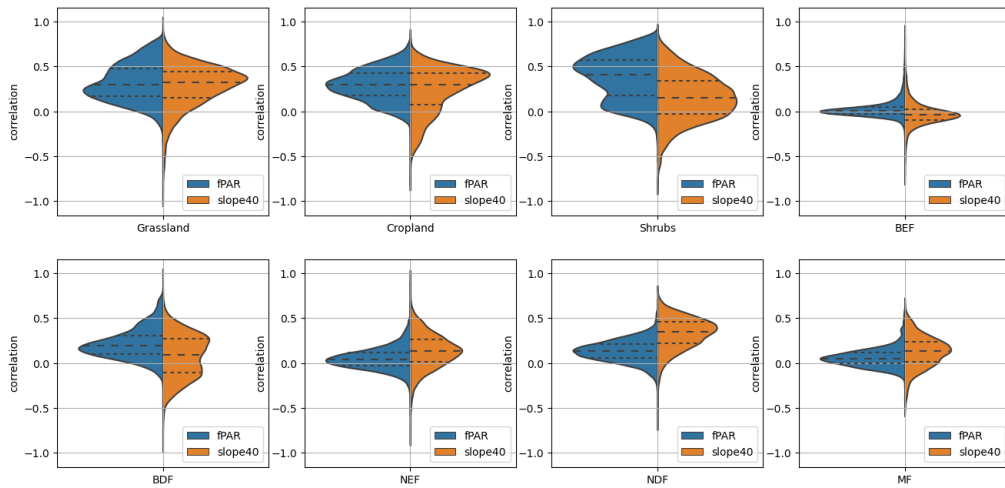 1.0
0.5
0.0
−0.5
−1.0
correlation
fPAR
slope40
Grassland
1.0
0.5
0.0
−0.5
−1.0
correlation
fPAR
slope40
Cropland
1.0
0.5
0.0
−0.5
−1.0
correlation
fPAR
slope40
Shrubs
1.0
0.5
0.0
−0.5
−1.0
correlation
fPAR
slope40
BEF
1.0
0.5
0.0
−0.5
−1.0
correlation
fPAR
slope40
BDF
1.0
0.5
0.0
−0.5
−1.0
correlation
fPAR
slope40
NEF
1.0
0.5
0.0
−0.5
−1.0
correlation
fPAR
slope40
NDF
1.0
0.5
0.0
−0.5
−1.0
correlation
fPAR
slope40
MF